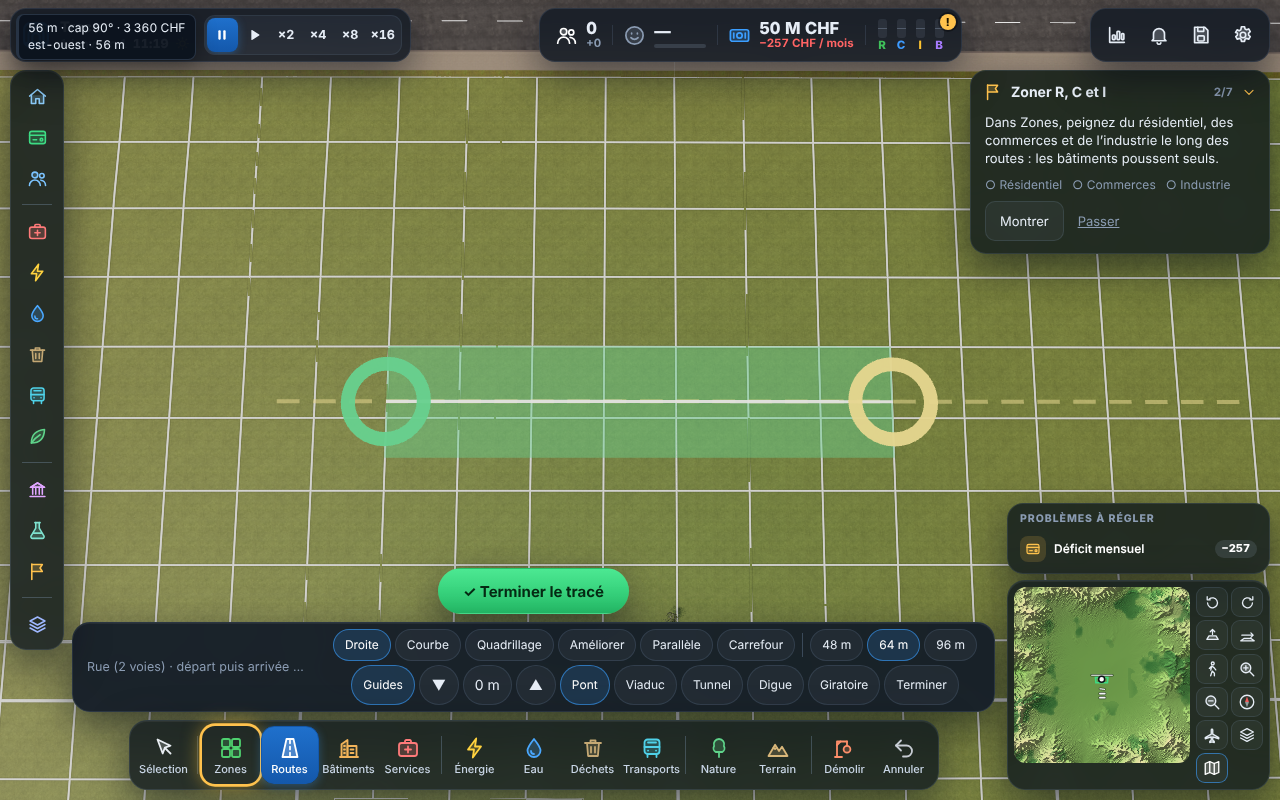 56 m · cap 90° · 3 360 CHF
est-ouest · 56 m
×2
×4
×8
×16
0
+0
—
50 M CHF
−257 CHF / mois
R C I B
!
Zoner R, C et I
2/7
Dans Zones, peignez du résidentiel, des
commerces et de l’industrie le long des
routes : les bâtiments poussent seuls.
Résidentiel
Commerces
Industrie
Montrer
Passer
PROBLÈMES À RÉGLER
Déficit mensuel
−257
✓ Terminer le tracé
Rue (2 voies) · départ puis arrivée ...
Droite
Courbe
Quadrillage
Améliorer
Parallèle
Carrefour
48 m
64 m
96 m
Guides
▼
0 m
▲
Pont
Viaduc
Tunnel
Digue
Giratoire
Terminer
Sélection
Zones
Routes
Bâtiments
Services
Énergie
Eau
Déchets
Transports
Nature
Terrain
Démolir
Annuler